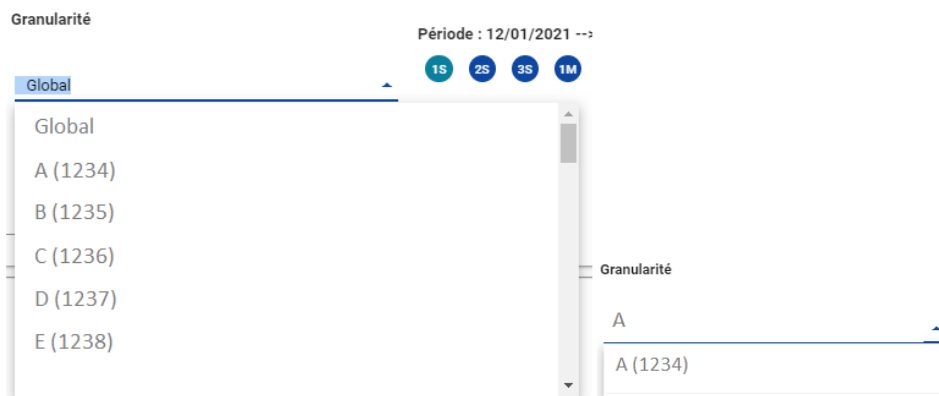 Granularité
Période : 12/01/2021 -->
1S 2S 3S 1M
Global
Global
A (1234)
B (1235)
C (1236)
D (1237)
E (1238)
Granularité
A
A (1234)